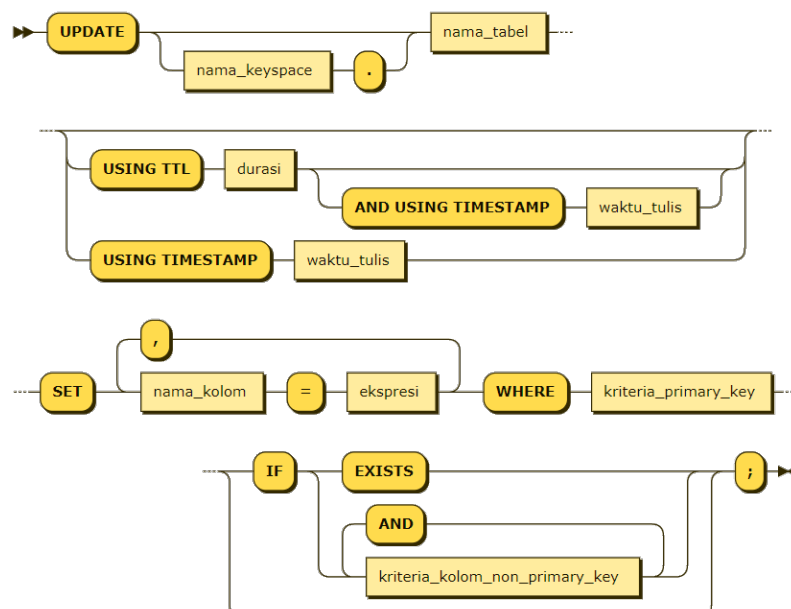 UPDATE nama_tabel
nama_keyspace .
USING TTL durasi
AND USING TIMESTAMP waktu_tulis
USING TIMESTAMP waktu_tulis
,
SET nama_kolom = ekspresi WHERE kriteria_primary_key
IF EXISTS ;
AND
kriteria_kolom_non_primary_key